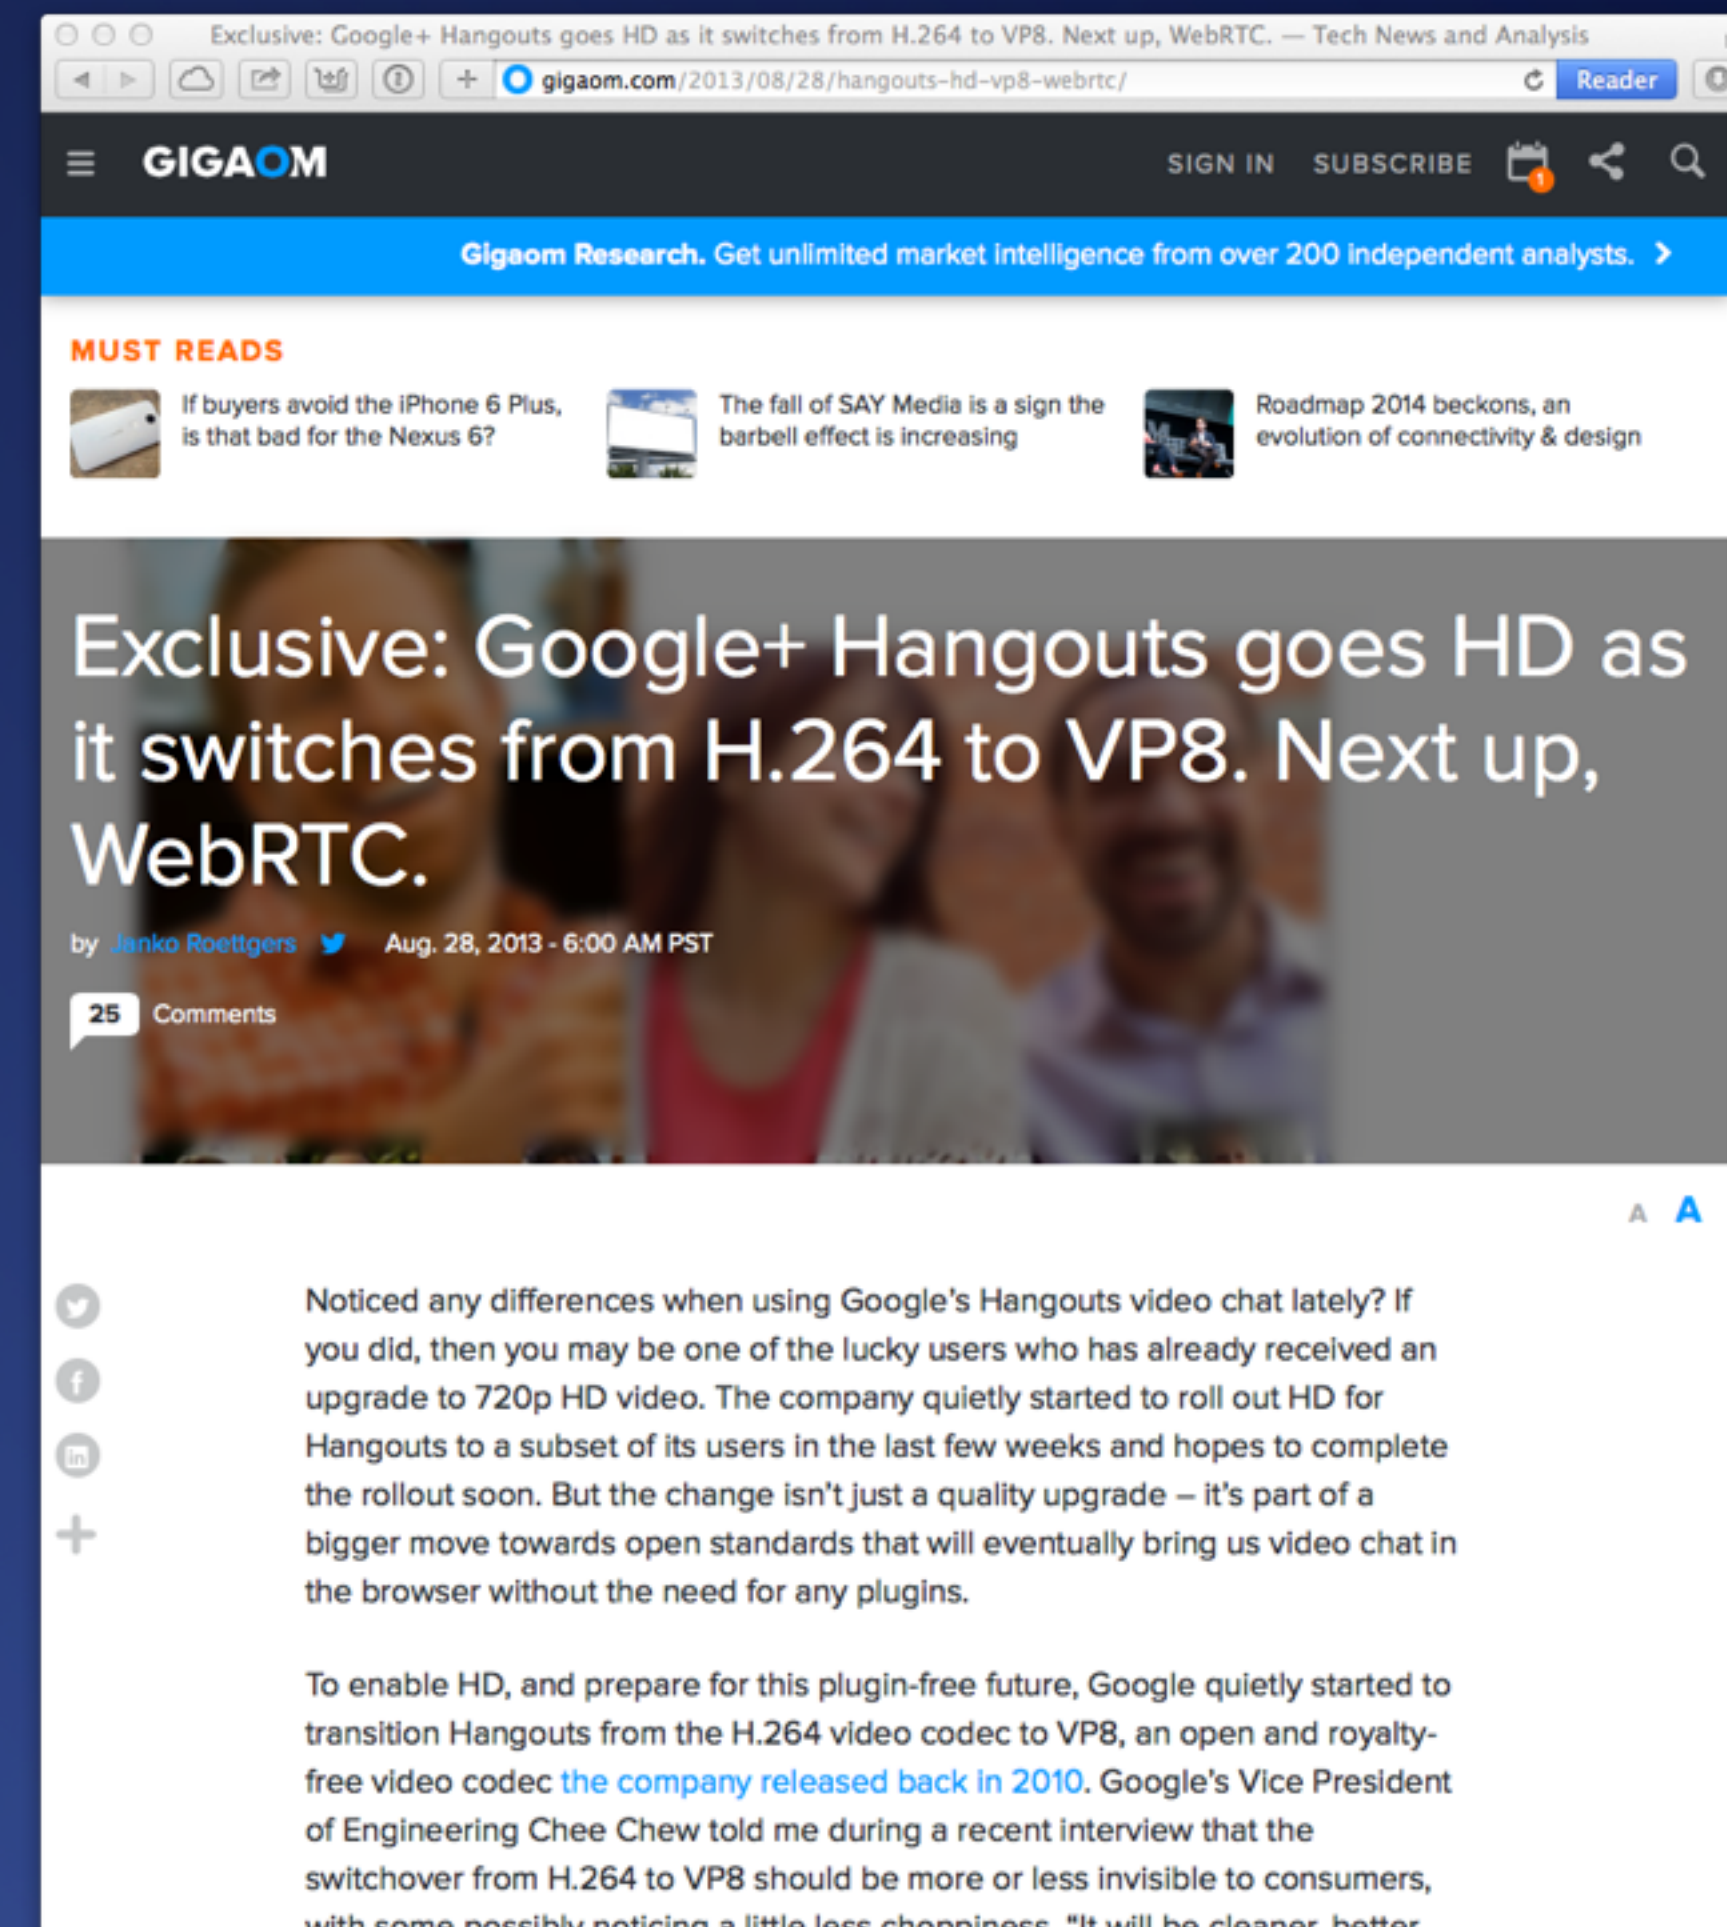 Exclusive: Google+ Hangouts goes HD as it switches from H.264 to VP8. Next up, WebRTC. — Tech News and Analysis
gigaom.com/2013/08/28/hangouts-hd-vp8-webrtc/
Reader
GIGAOM
SIGN IN
SUBSCRIBE
1
Gigaom Research. Get unlimited market intelligence from over 200 independent analysts.
MUST READS
If buyers avoid the iPhone 6 Plus,
is that bad for the Nexus 6?
The fall of SAY Media is a sign the
barbell effect is increasing
Roadmap 2014 beckons, an
evolution of connectivity & design
Exclusive: Google+ Hangouts goes HD as
it switches from H.264 to VP8. Next up,
WebRTC.
by Janko Roettgers Aug. 28, 2013 - 6:00 AM PST
25 Comments
A A
Noticed any differences when using Google's Hangouts video chat lately? If
you did, then you may be one of the lucky users who has already received an
upgrade to 720p HD video. The company quietly started to roll out HD for
Hangouts to a subset of its users in the last few weeks and hopes to complete
the rollout soon. But the change isn't just a quality upgrade – it's part of a
bigger move towards open standards that will eventually bring us video chat in
the browser without the need for any plugins.
To enable HD, and prepare for this plugin-free future, Google quietly started to
transition Hangouts from the H.264 video codec to VP8, an open and royalty-
free video codec the company released back in 2010. Google's Vice President
of Engineering Chee Chew told me during a recent interview that the
switchover from H.264 to VP8 should be more or less invisible to consumers,
with some possibly noticing a little less choppiness. "It will be cleaner, better